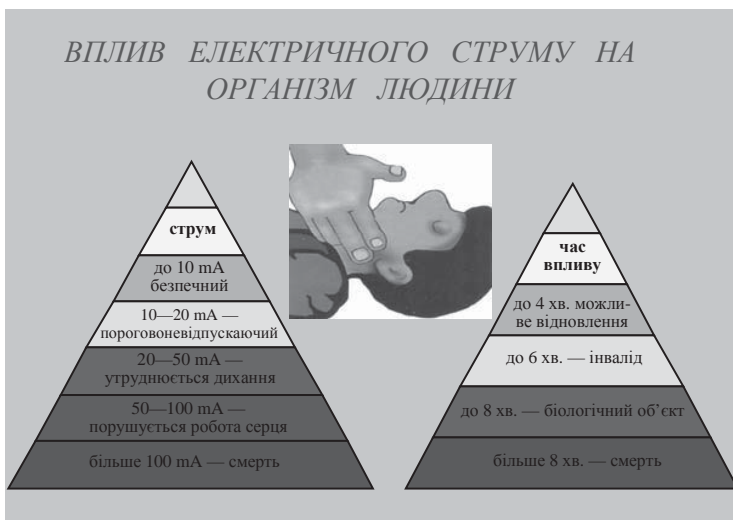 ВПЛИВ ЕЛЕКТРИЧНОГО СТРУМУ НА
ОРГАНІЗМ ЛЮДИНИ
струм
до 10 mA
безпечний
10—20 mA —
пороговоневідпускаючий
20—50 mA —
утруднюється дихання
50—100 mA —
порушується робота серця
більше 100 mA — смерть
час
впливу
до 4 хв. можли-
ве відновлення
до 6 хв. — інвалід
до 8 хв. — біологічний об’єкт
більше 8 хв. — смерть